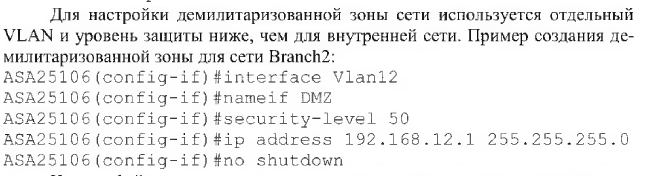 Для настройки демилитаризованной зоны сети используется отдельный
VLAN и уровень защиты ниже, чем для внутренней сети. Пример создания де-
милитаризованной зоны для сети Branch2:
ASA25106(config-if)#interface Vlan12
ASA25106(config-if)#nameif DMZ
ASA25106(config-if)#security-level 50
ASA25106(config-if)#ip address 192.168.12.1 255.255.255.0
ASA25106(config-if)#no shutdown